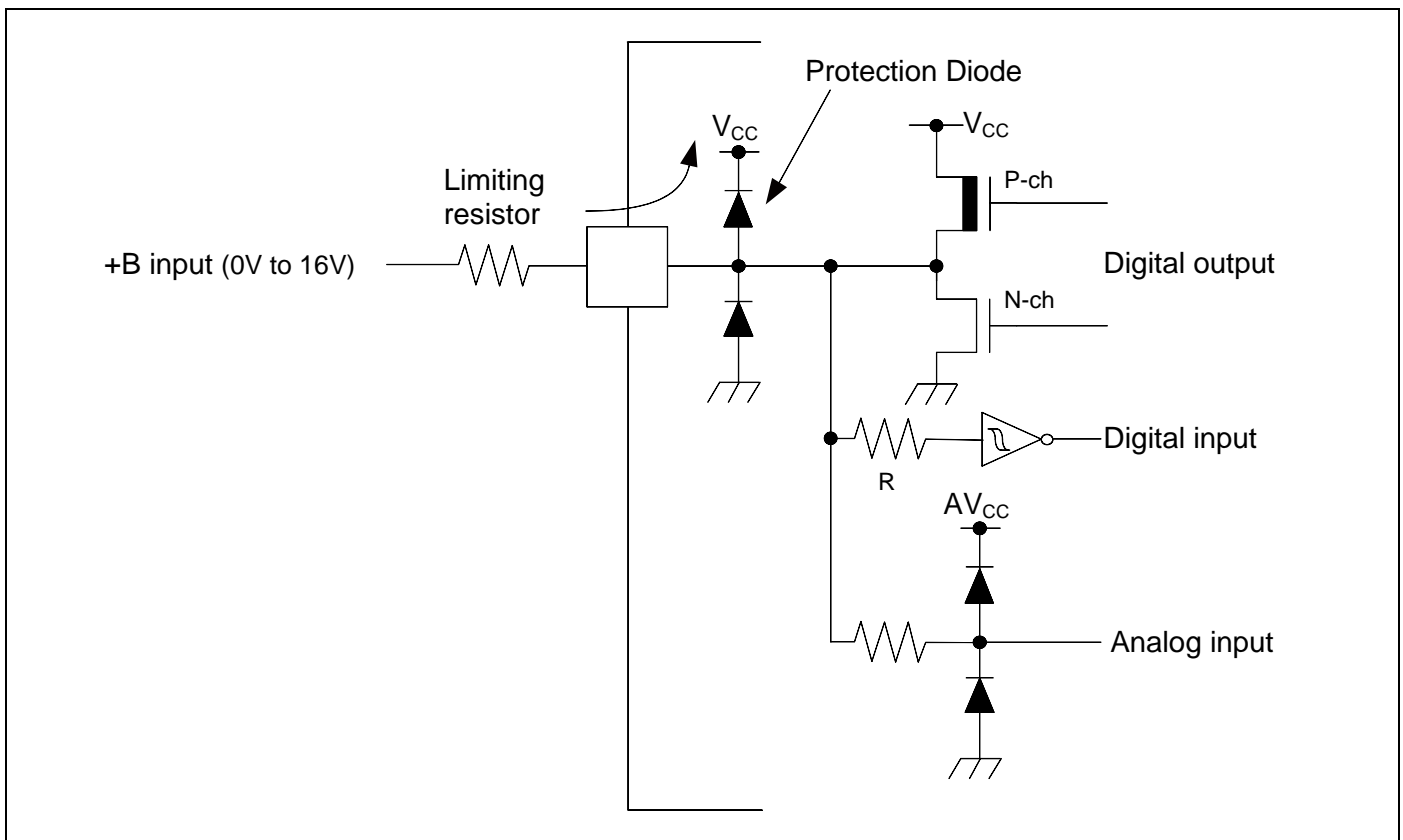 Protection Diode
VCC
VCC
P-ch
Limiting
resistor
+B input (0V to 16V)
Digital output
N-ch
Digital input
R
AVCC
Analog input